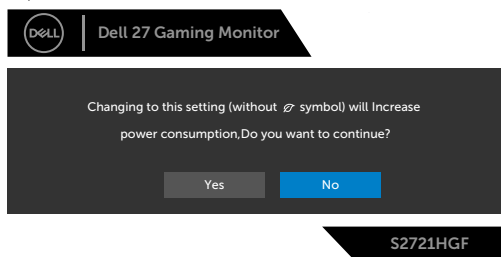 DELL
Dell 27 Gaming Monitor
Changing to this setting (without symbol) will Increase
power consumption,Do you want to continue?
Yes
No
S2721HGF